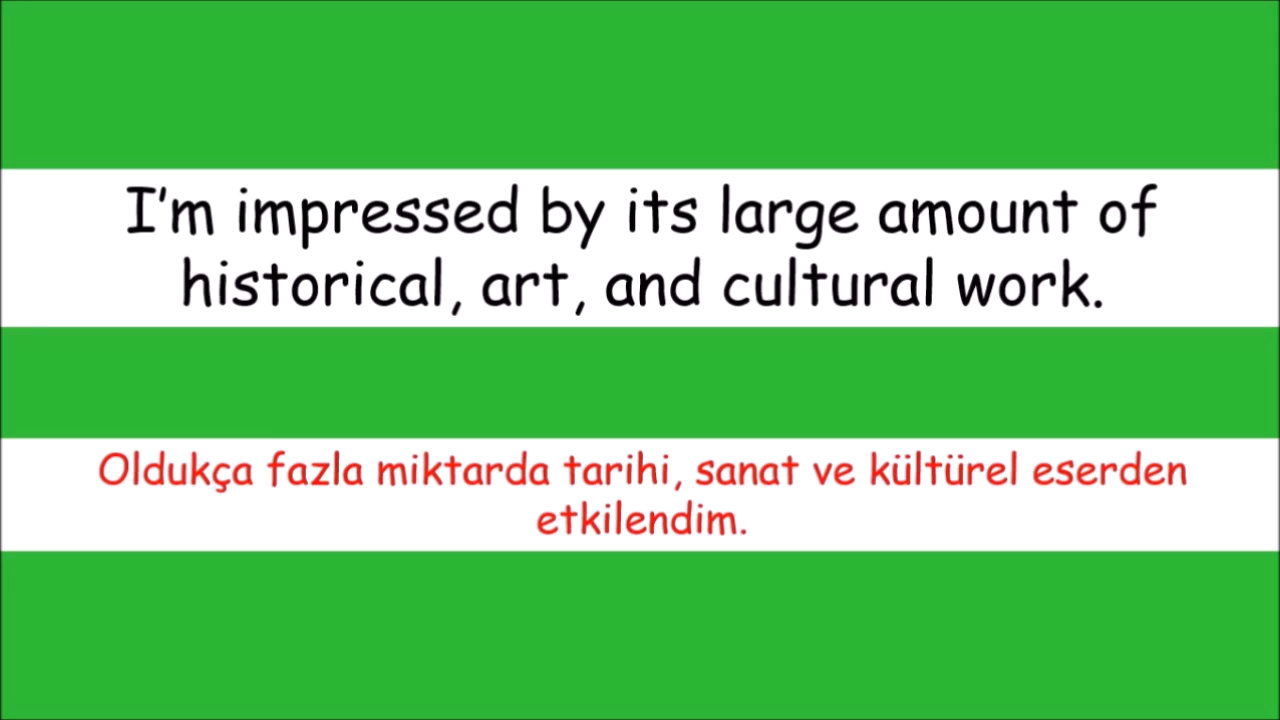 I'm impressed by its large amount of
historical, art, and cultural work.
Oldukça fazla miktarda tarihi, sanat ve kültürel eserden
etkilendim.